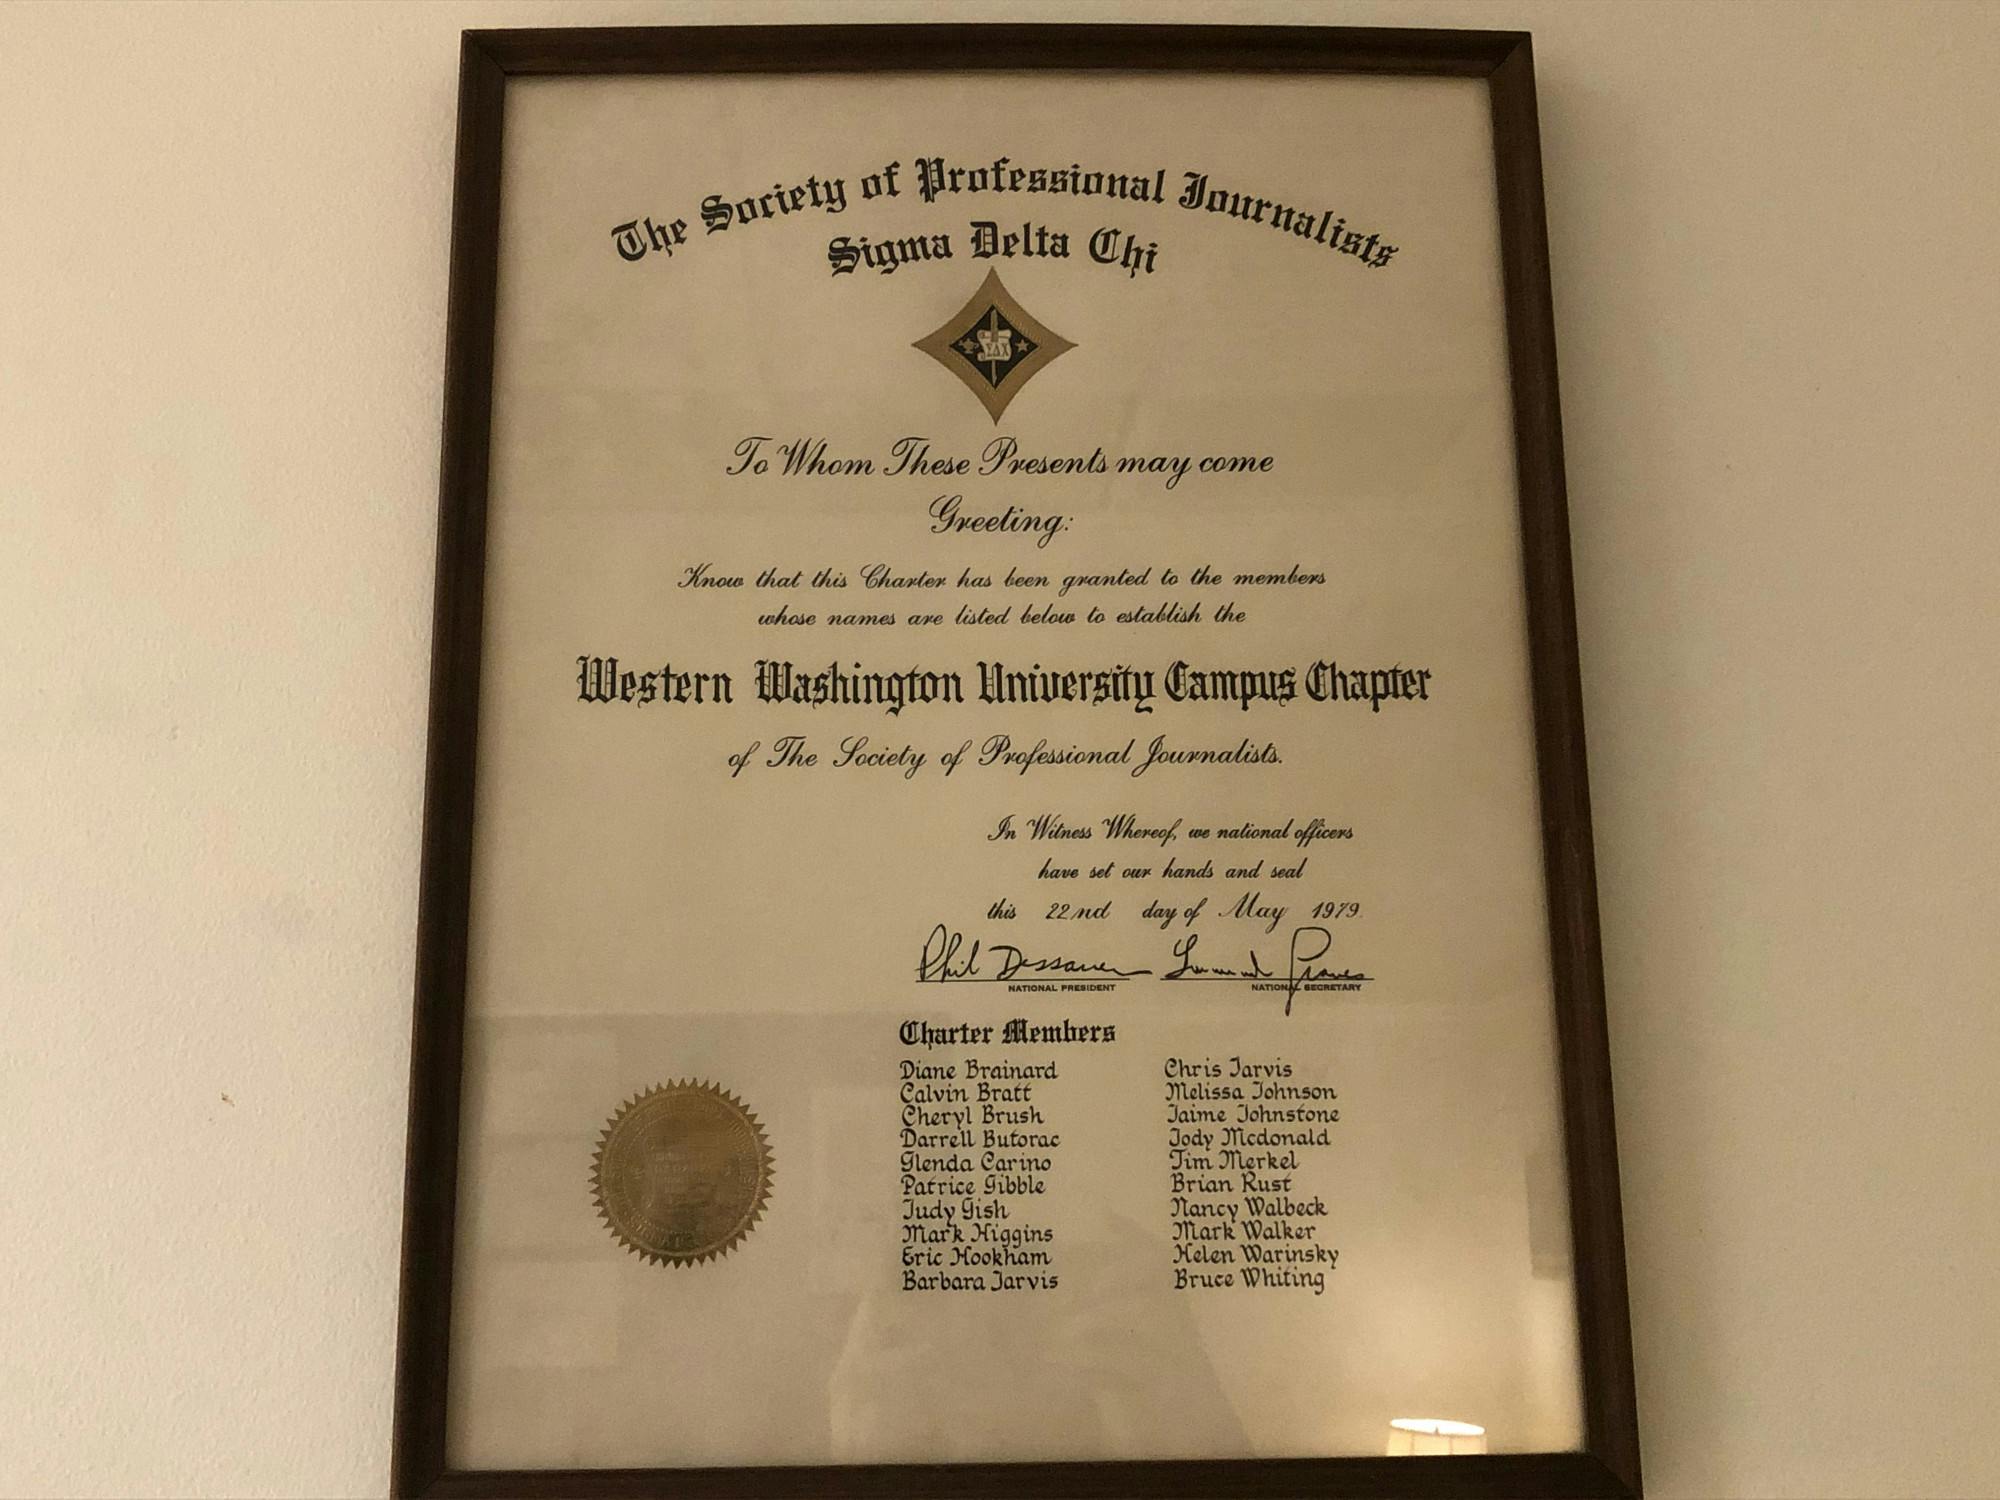 The Society of Professional Journalists
Sigma Delta Chi
ΣΔΧ
To Whom These Presents may come
Greeting:
Know that this Charter has been granted to the members
whose names are listed below to establish the
Western Washington University Campus Chapter
of The Society of Professional Journalists.
In Witness Whereof, we national officers
have set our hands and seal
this 22nd day of May 1979.
Phil Dessauer
Graves
NATIONAL PRESIDENT
NATIONAL SECRETARY
Charter Members
Diane Brainard
Calvin Bratt
Cheryl Brush
Darrell Butorac
Glenda Carino
Patrice Gibble
Judy Gish
Mark Higgins
Eric Hookham
Barbara Jarvis
Chris Jarvis
Melissa Johnson
Jaime Johnstone
Jody Mcdonald
Tim Merkel
Brian Rust
Nancy Walbeck
Mark Walker
Helen Warinsky
Bruce Whiting